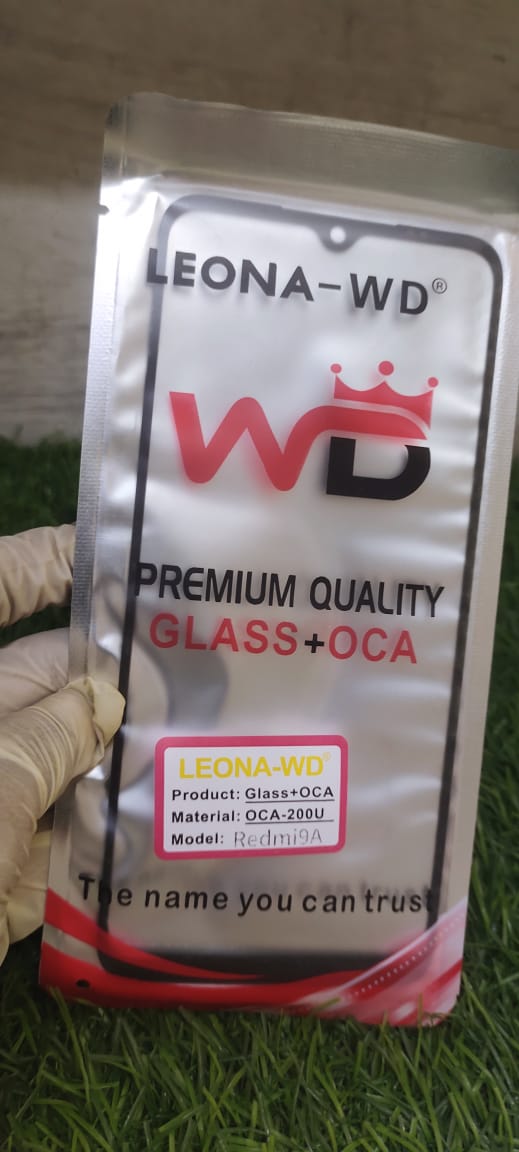 LEONA-WD®
WD
PREMIUM QUALITY
GLASS+OCA
LEONA-WD®
Product: Glass+OCA
Material: OCA-200U
Model: Redmi9A
The name you can trust